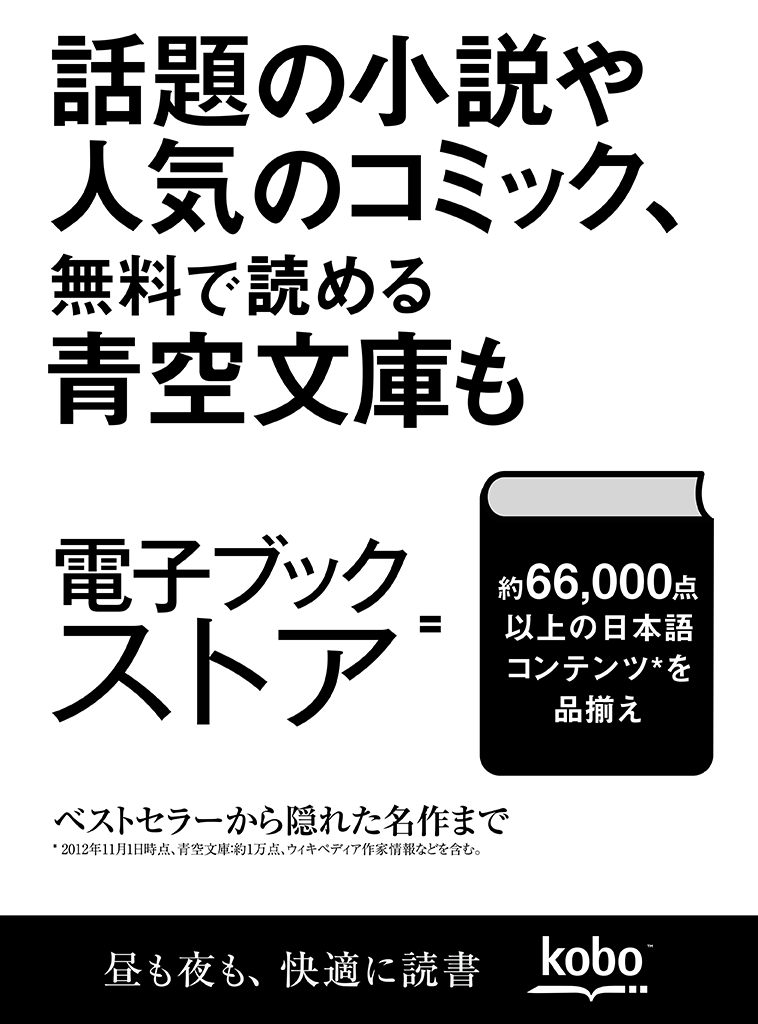 話題の小説や
人気のコミック、
無料で読める
青空文庫も
電子ブック
ストア
=
約66,000点
以上の日本語
コンテンツ*を
品揃え
ベストセラーから隠れた名作まで
* 2012年11月1日時点、青空文庫:約1万点、ウィキペディア作家情報などを含む。
昼も夜も、快適に読書
kobo™